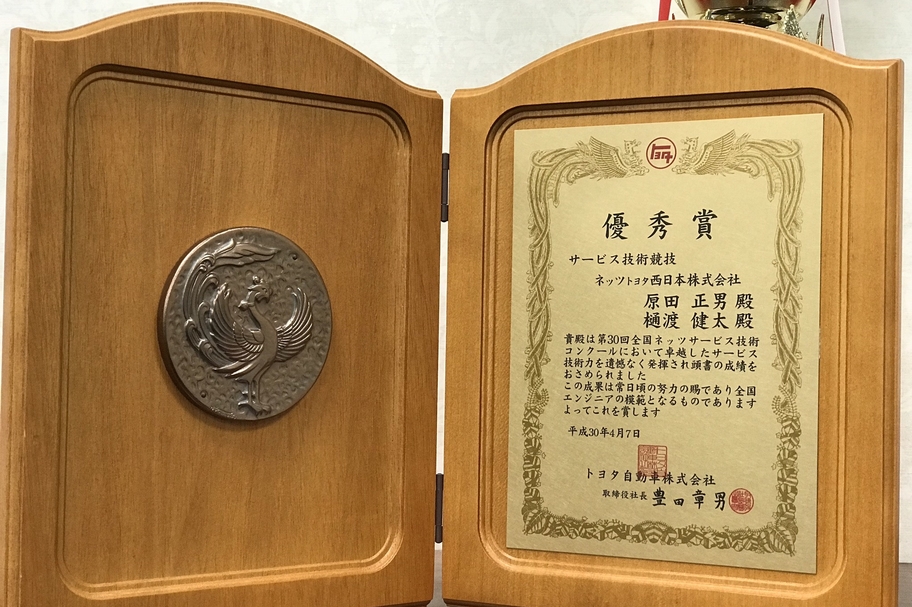 トヨタ
優秀賞
サービス技術競技
ネッツトヨタ西日本株式会社
原田 正男 殿
樋渡 健太 殿
貴殿は第30回全国ネッツサービス技術
コンクールにおいて卓越したサービス
技術力を遺憾なく発揮され頭書の成績を
おさめられました
この成果は常日頃の努力の賜であり全国
エンジニアの模範となるものであります
よってこれを賞します
平成30年4月7日
トヨタ自動車株式会社
取締役社長 豊田章男